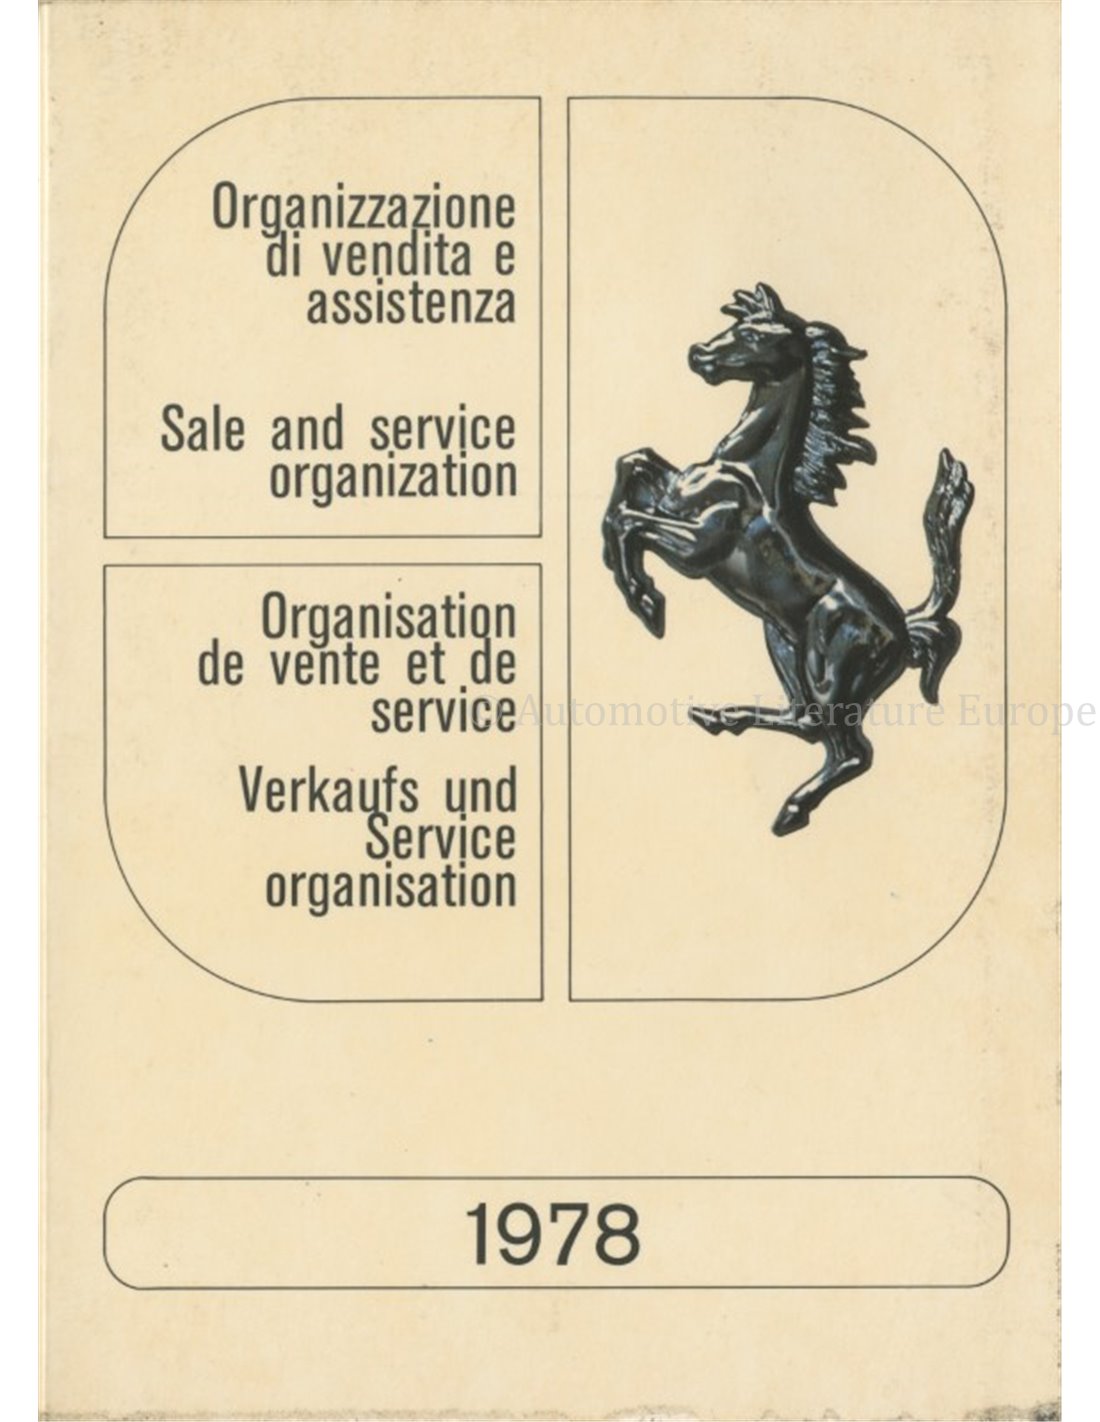 Organizzazione
di vendita e
assistenza
Sale and service
organization
Organisation
de vente et de
service
Verkaufs und
Service
organisation
© Automotive Literature Europe
1978